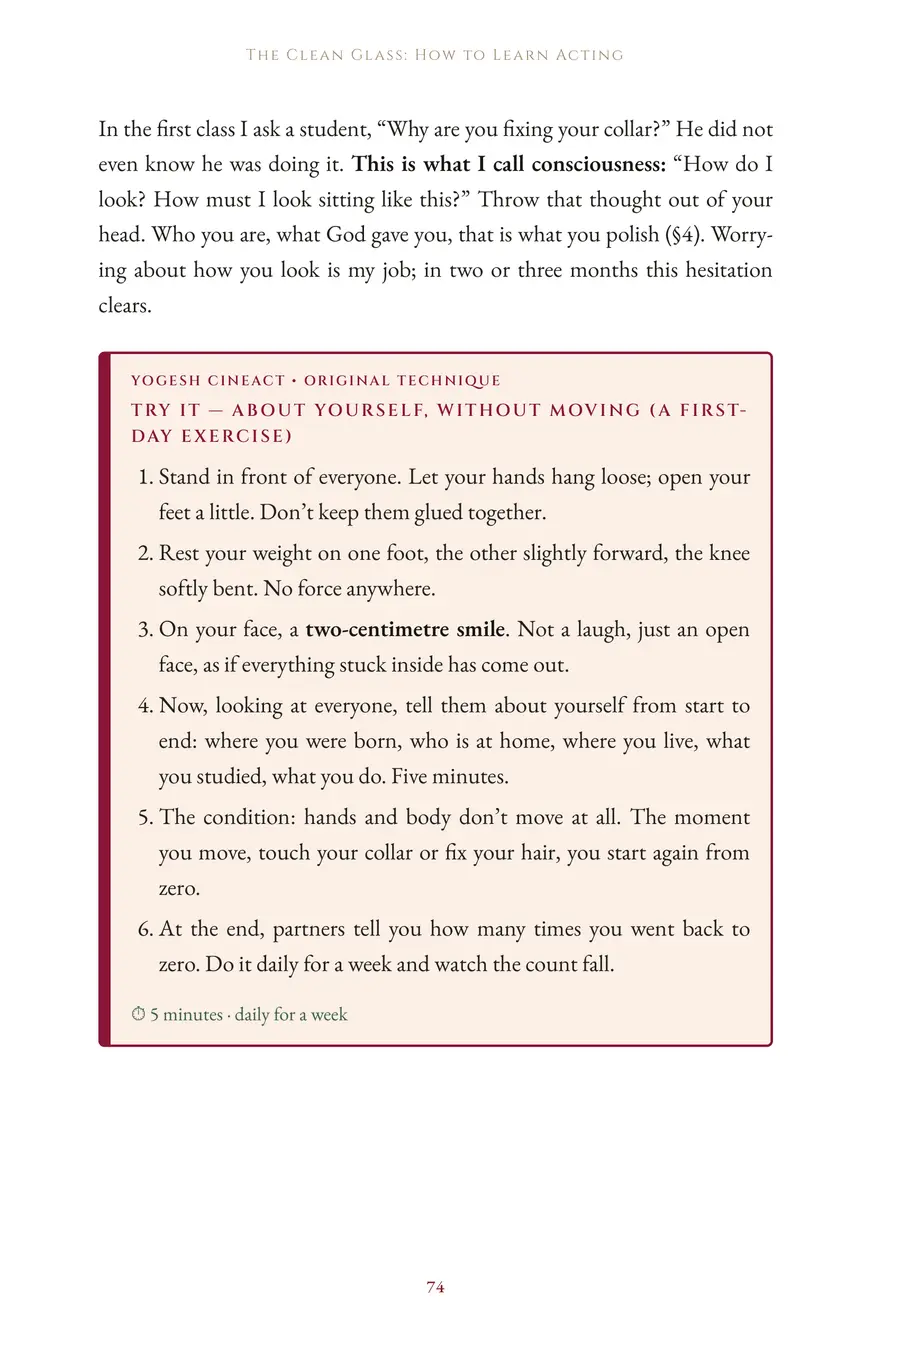 The Clean Glass: How to Learn Acting
In the first class I ask a student, “Why are you fixing your collar?” He did not
even know he was doing it. This is what I call consciousness: “How do I
look? How must I look sitting like this?” Throw that thought out of your
head. Who you are, what God gave you, that is what you polish (§4). Worry-
ing about how you look is my job; in two or three months this hesitation
clears.
YOGESH CINEACT • ORIGINAL TECHNIQUE
TRY IT — ABOUT YOURSELF, WITHOUT MOVING (A FIRST-
DAY EXERCISE)
1. Stand in front of everyone. Let your hands hang loose; open your
feet a little. Don’t keep them glued together.
2. Rest your weight on one foot, the other slightly forward, the knee
softly bent. No force anywhere.
3. On your face, a two-centimetre smile. Not a laugh, just an open
face, as if everything stuck inside has come out.
4. Now, looking at everyone, tell them about yourself from start to
end: where you were born, who is at home, where you live, what
you studied, what you do. Five minutes.
5. The condition: hands and body don’t move at all. The moment
you move, touch your collar or fix your hair, you start again from
zero.
6. At the end, partners tell you how many times you went back to
zero. Do it daily for a week and watch the count fall.
⏱ 5 minutes · daily for a week
74